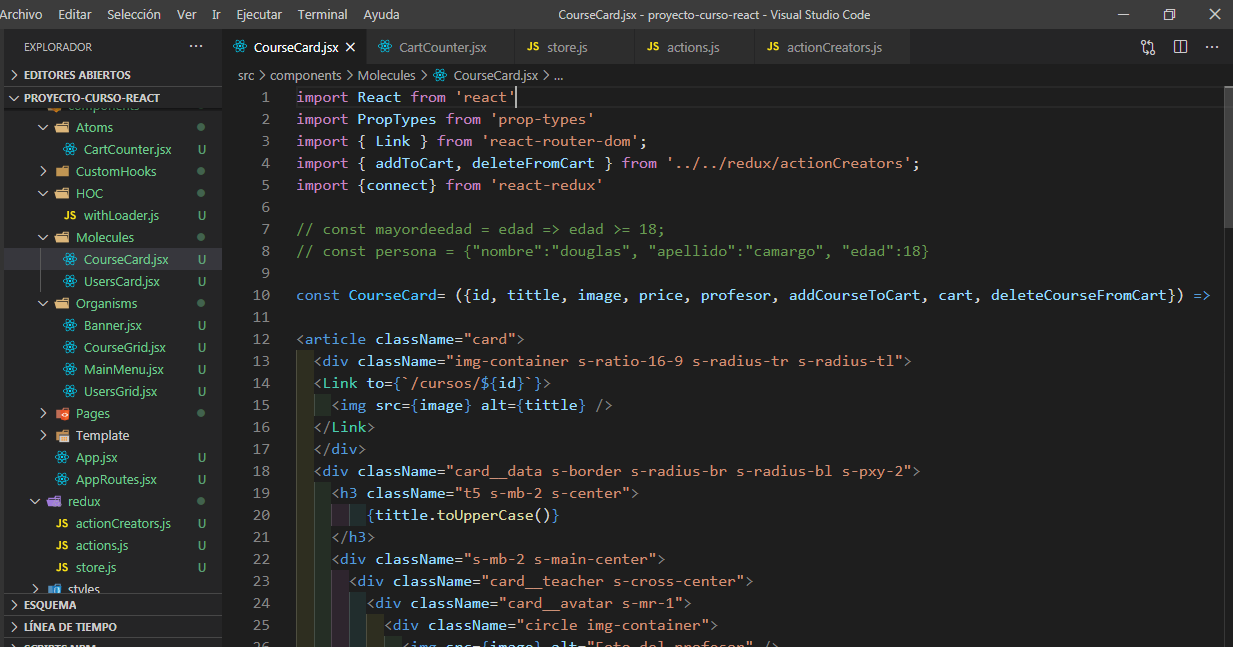 Archivo Editar Selección Ver Ir Ejecutar Terminal Ayuda CourseCard.jsx - proyecto-curso-react - Visual Studio Code
EXPLORADOR ···
EDITORES ABIERTOS
PROYECTO-CURSO-REACT
components
Atoms
CartCounter.jsx U
CustomHooks
HOC
JS withLoader.js U
Molecules
CourseCard.jsx U
UsersCard.jsx U
Organisms
Banner.jsx U
CourseGrid.jsx U
MainMenu.jsx U
UsersGrid.jsx U
Pages
Template
App.jsx U
AppRoutes.jsx U
redux
JS actionCreators.js U
JS actions.js U
JS store.js U
styles
ESQUEMA
LÍNEA DE TIEMPO
SCRIPTS NPM
CourseCard.jsx × CartCounter.jsx JS store.js JS actions.js JS actionCreators.js ···
src > components > Molecules > CourseCard.jsx > ...
1 import React from 'react'
2 import PropTypes from 'prop-types'
3 import { Link } from 'react-router-dom';
4 import { addToCart, deleteFromCart } from '../../redux/actionCreators';
5 import {connect} from 'react-redux'
6
7 // const mayordeedad = edad => edad >= 18;
8 // const persona = {"nombre":"douglas", "apellido":"camargo", "edad":18}
9
10 const CourseCard= ({id, tittle, image, price, profesor, addCourseToCart, cart, deleteCourseFromCart}) =>
11
12 <article className="card">
13 <div className="img-container s-ratio-16-9 s-radius-tr s-radius-tl">
14 <Link to={`/cursos/${id}`}>
15 <img src={image} alt={tittle} />
16 </Link>
17 </div>
18 <div className="card__data s-border s-radius-br s-radius-bl s-pxy-2">
19 <h3 className="t5 s-mb-2 s-center">
20 {tittle.toUpperCase()}
21 </h3>
22 <div className="s-mb-2 s-main-center">
23 <div className="card__teacher s-cross-center">
24 <div className="card__avatar s-mr-1">
25 <div className="circle img-container">
26 <img src={image} alt="Foto del profesor" />